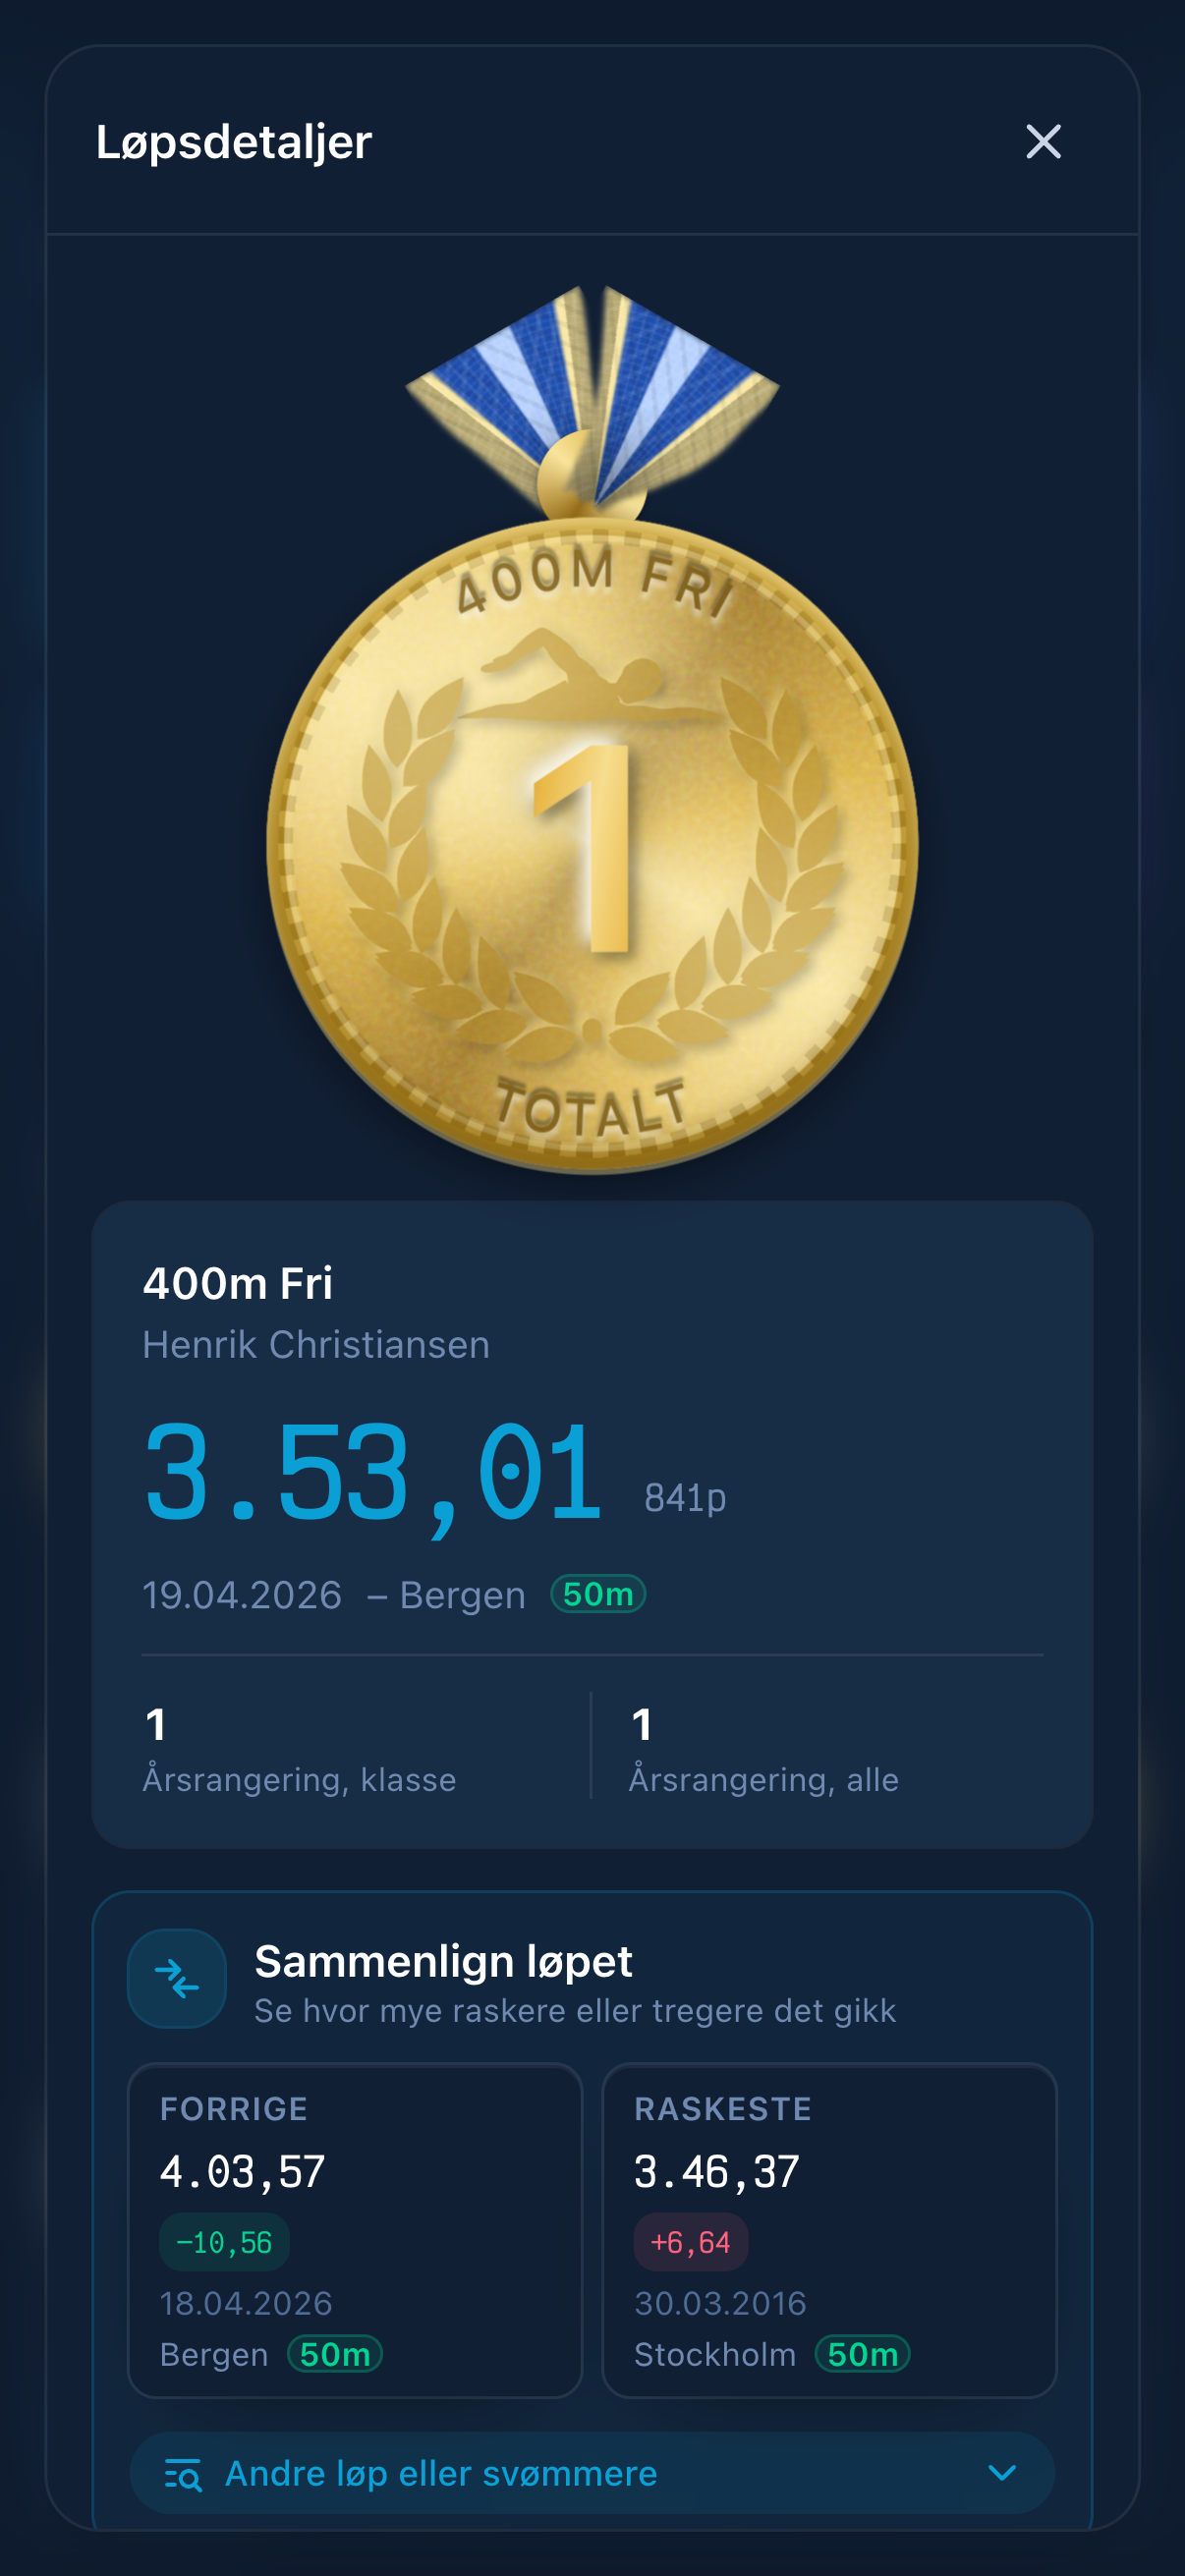 Løpsdetaljer
400M FRI
1
TOTALT
400m Fri
Henrik Christiansen
3.53,01 841p
19.04.2026 – Bergen 50m
1 1
Årsrangering, klasse Årsrangering, alle
Sammenlign løpet
Se hvor mye raskere eller tregere det gikk
FORRIGE RASKESTE
4.03,57 3.46,37
−10,56 +6,64
18.04.2026 30.03.2016
Bergen 50m Stockholm 50m
Andre løp eller svømmere